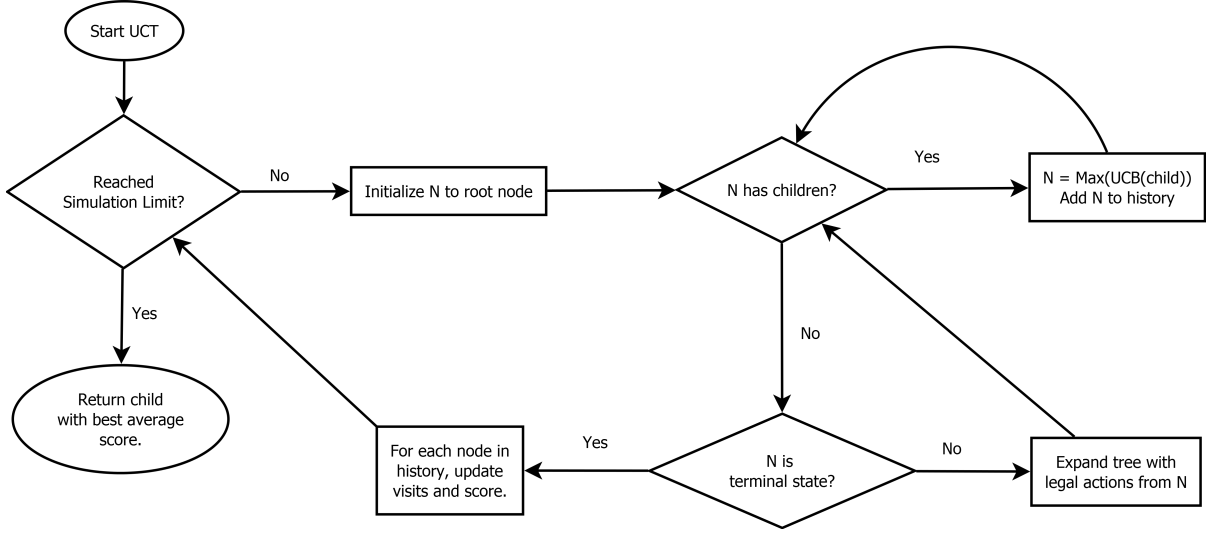 Start UCT
Reached
Simulation Limit?
No
Initialize N to root node
N has children?
Yes
N = Max(UCB(child))
Add N to history
Yes
No
Return child
with best average
score.
For each node in
history, update
visits and score.
Yes
N is
terminal state?
No
Expand tree with
legal actions from N